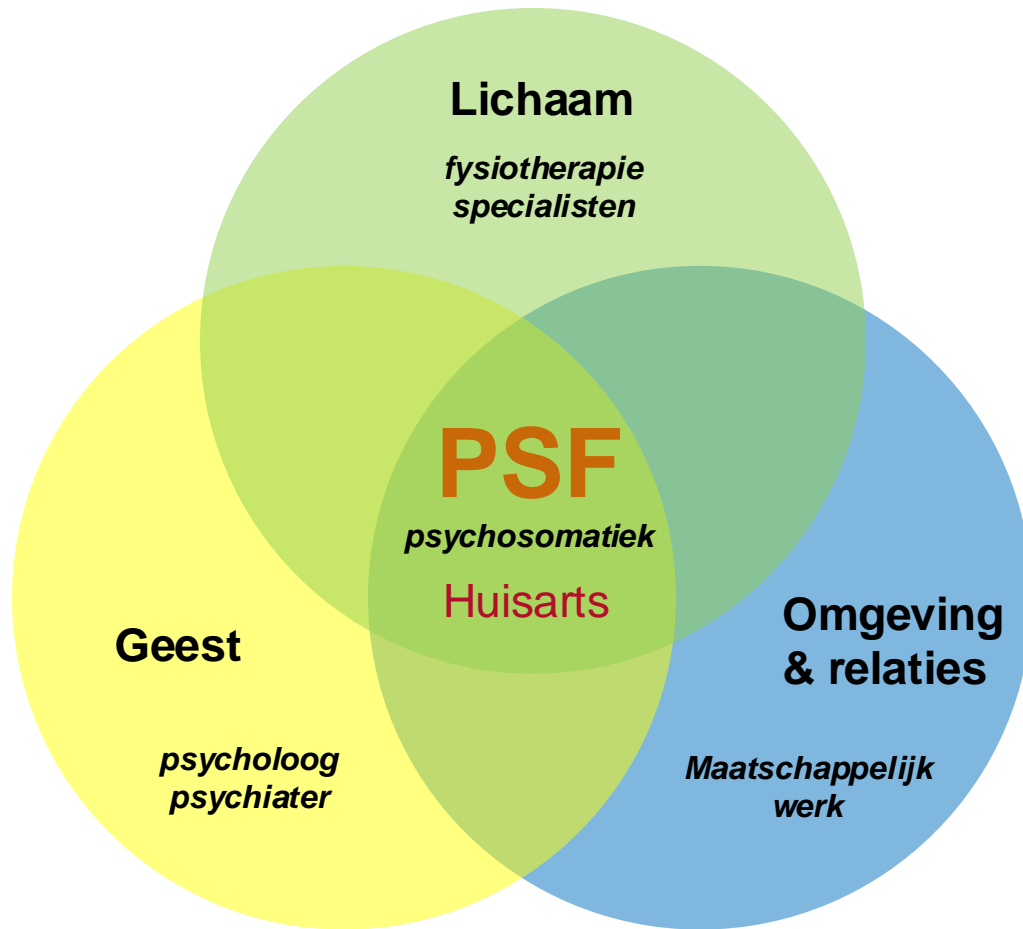 Lichaam
fysiotherapie
specialisten
PSF
psychosomatiek
Huisarts
Geest
psycholoog
psychiater
Omgeving
& relaties
Maatschappelijk
werk